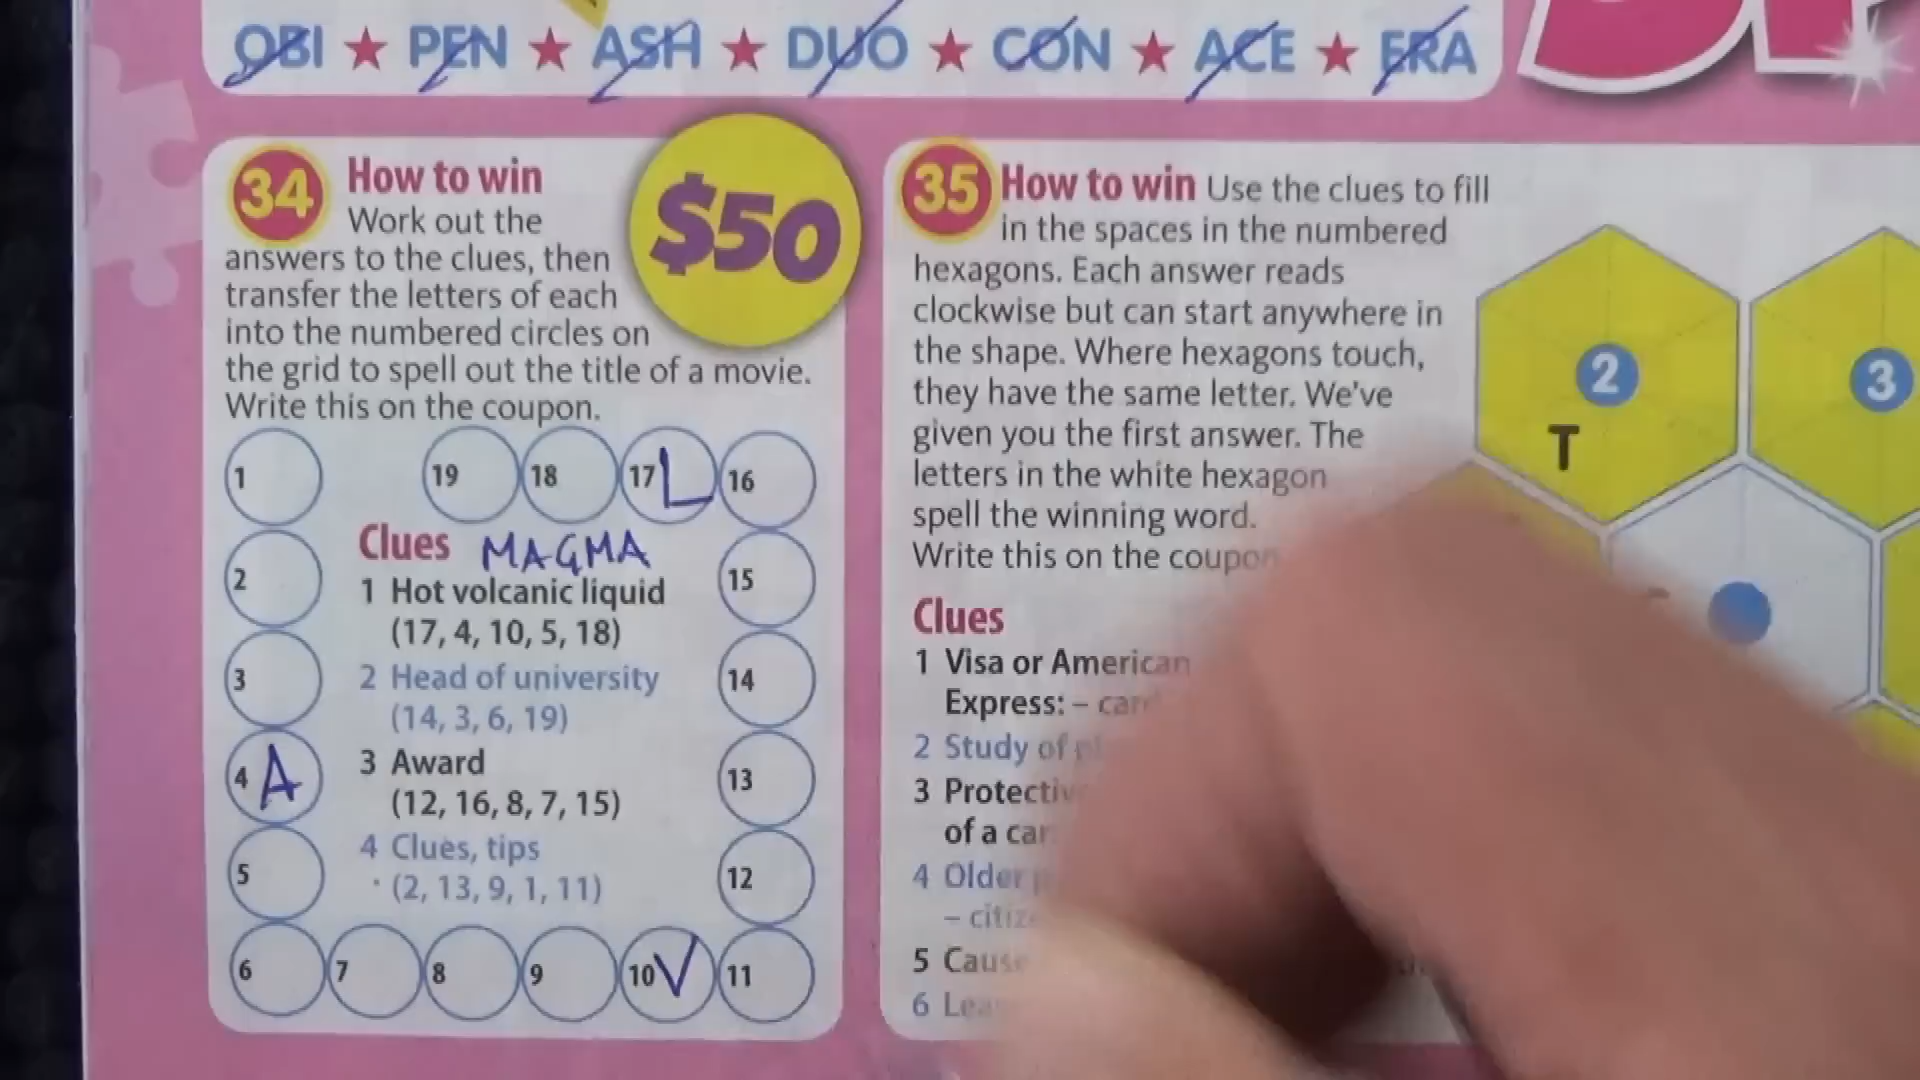 OBI ★ PEN ★ ASH ★ DUO ★ CON ★ ACE ★ ERA
34 How to win
$50
Work out the
answers to the clues, then
transfer the letters of each
into the numbered circles on
the grid to spell out the title of a movie.
Write this on the coupon.
1 19 18 17 L 16
Clues MAGMA
1 Hot volcanic liquid
2 15
(17, 4, 10, 5, 18)
2 Head of university
3 14
(14, 3, 6, 19)
3 Award
4 A 13
(12, 16, 8, 7, 15)
4 Clues, tips
5 12
(2, 13, 9, 1, 11)
6 7 8 9 10 V 11
35 How to win Use the clues to fill
in the spaces in the numbered
hexagons. Each answer reads
clockwise but can start anywhere in
the shape. Where hexagons touch,
they have the same letter. We've
given you the first answer. The
letters in the white hexagon
spell the winning word.
Write this on the coupon
Clues
1 Visa or American
Express: – card
2 Study of
3 Protective
of a car
4 Older
– citiz
5 Cause
6 Lea
2
T
3